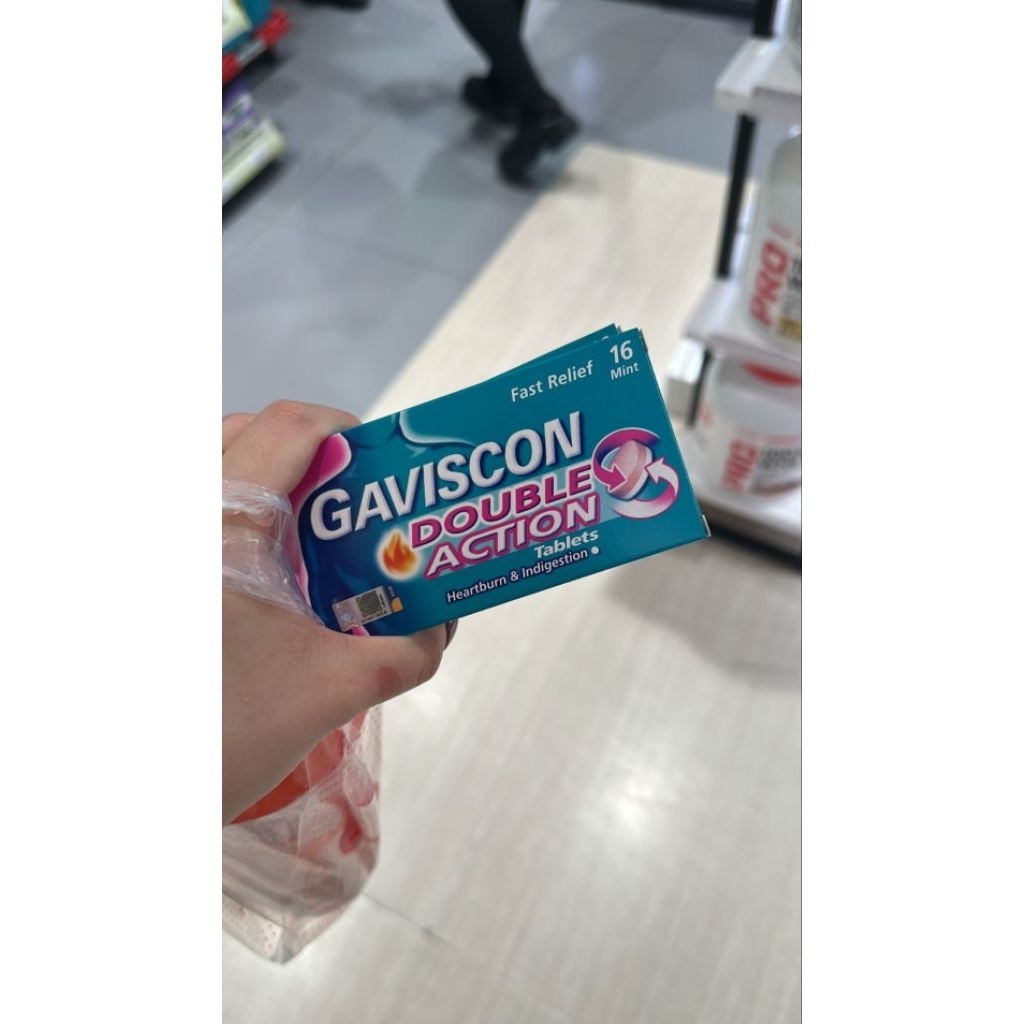 Fast Relief
16
Mint
GAVISCON
DOUBLE
ACTION
Tablets
Heartburn & Indigestion
PRO
PRO